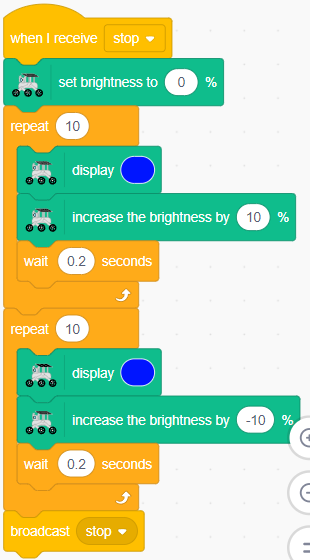 when I receive stop
set brightness to 0 %
repeat 10
display
increase the brightness by 10 %
wait 0.2 seconds
repeat 10
display
increase the brightness by -10 %
wait 0.2 seconds
broadcast stop